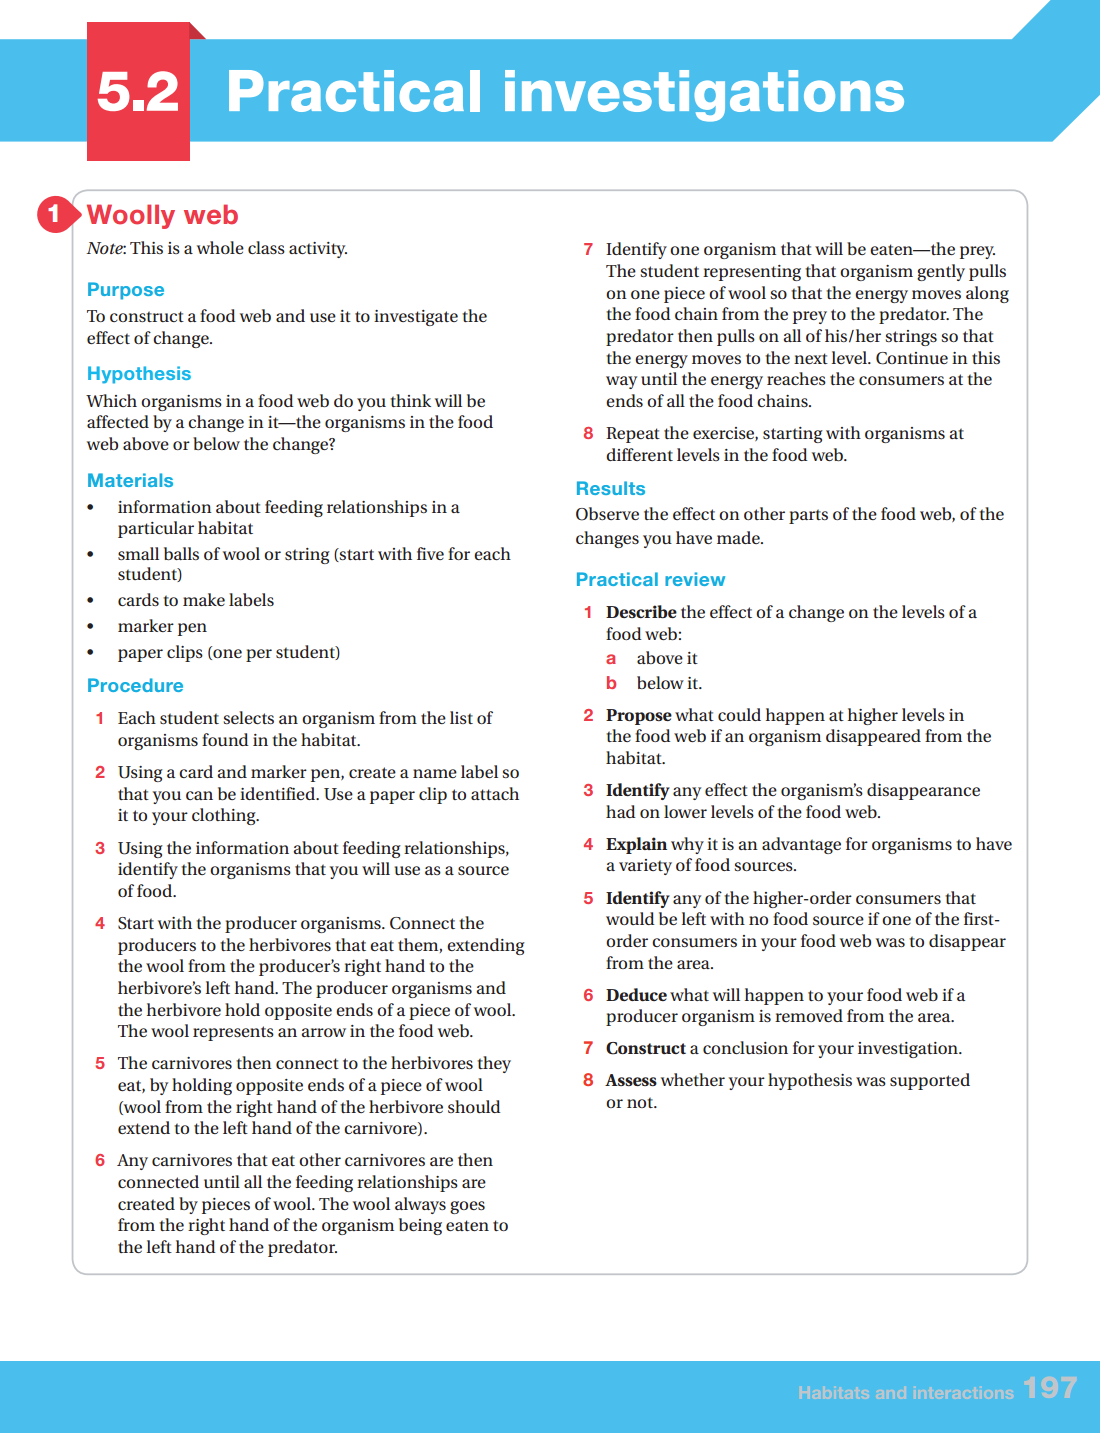 5.2 Practical investigations
1 Woolly web
Note: This is a whole class activity.
Purpose
To construct a food web and use it to investigate the
effect of change.
Hypothesis
Which organisms in a food web do you think will be
affected by a change in it—the organisms in the food
web above or below the change?
Materials
• information about feeding relationships in a
particular habitat
• small balls of wool or string (start with five for each
student)
• cards to make labels
• marker pen
• paper clips (one per student)
Procedure
1 Each student selects an organism from the list of
organisms found in the habitat.
2 Using a card and marker pen, create a name label so
that you can be identified. Use a paper clip to attach
it to your clothing.
3 Using the information about feeding relationships,
identify the organisms that you will use as a source
of food.
4 Start with the producer organisms. Connect the
producers to the herbivores that eat them, extending
the wool from the producer's right hand to the
herbivore's left hand. The producer organisms and
the herbivore hold opposite ends of a piece of wool.
The wool represents an arrow in the food web.
5 The carnivores then connect to the herbivores they
eat, by holding opposite ends of a piece of wool
(wool from the right hand of the herbivore should
extend to the left hand of the carnivore).
6 Any carnivores that eat other carnivores are then
connected until all the feeding relationships are
created by pieces of wool. The wool always goes
from the right hand of the organism being eaten to
the left hand of the predator.
7 Identify one organism that will be eaten—the prey.
The student representing that organism gently pulls
on one piece of wool so that the energy moves along
the food chain from the prey to the predator. The
predator then pulls on all of his/her strings so that
the energy moves to the next level. Continue in this
way until the energy reaches the consumers at the
ends of all the food chains.
8 Repeat the exercise, starting with organisms at
different levels in the food web.
Results
Observe the effect on other parts of the food web, of the
changes you have made.
Practical review
1 Describe the effect of a change on the levels of a
food web:
a above it
b below it.
2 Propose what could happen at higher levels in
the food web if an organism disappeared from the
habitat.
3 Identify any effect the organism's disappearance
had on lower levels of the food web.
4 Explain why it is an advantage for organisms to have
a variety of food sources.
5 Identify any of the higher-order consumers that
would be left with no food source if one of the first-
order consumers in your food web was to disappear
from the area.
6 Deduce what will happen to your food web if a
producer organism is removed from the area.
7 Construct a conclusion for your investigation.
8 Assess whether your hypothesis was supported
or not.
Habitats and interactions 197